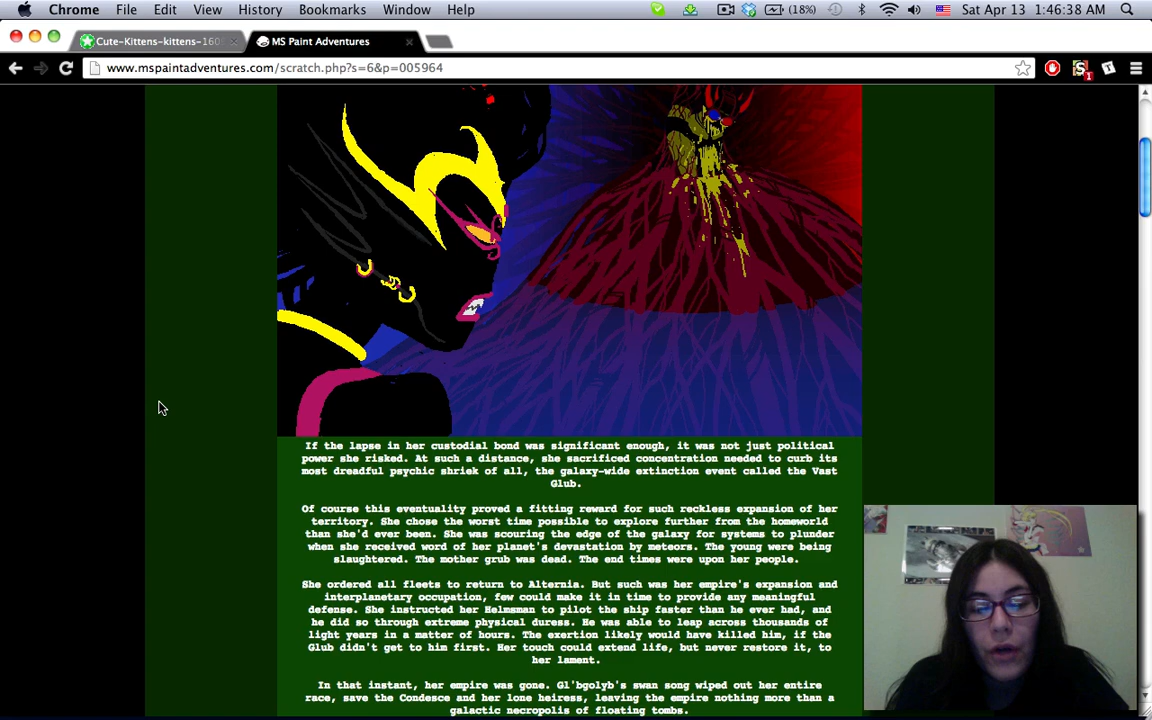 Chrome File Edit View History Bookmarks Window Help (18%) Sat Apr 13 1:46:38 AM
Cute-Kittens-kittens-160 MS Paint Adventures
www.mspaintadventures.com/scratch.php?s=6&p=005964
1
If the lapse in her custodial bond was significant enough, it was not just political
power she risked. At such a distance, she sacrificed concentration needed to curb its
most dreadful psychic shriek of all, the galaxy-wide extinction event called the Vast
Glub.
Of course this eventuality proved a fitting reward for such reckless expansion of her
territory. She chose the worst time possible to explore further from the homeworld
than she'd ever been. She was scouring the edge of the galaxy for systems to plunder
when she received word of her planet's devastation by meteors. The young were being
slaughtered. The mother grub was dead. The end times were upon her people.
She ordered all fleets to return to Alternia. But such was her empire's expansion and
interplanetary occupation, few could make it in time to provide any meaningful
defense. She instructed her Helmsman to pilot the ship faster than he ever had, and
he did so through extreme physical duress. He was able to leap across thousands of
light years in a matter of hours. The exertion likely would have killed him, if the
Glub didn't get to him first. Her touch could extend life, but never restore it, to
her lament.
In that instant, her empire was gone. Gl'bgolyb's swan song wiped out her entire
race, save the Condesce and her lone heiress, leaving the empire nothing more than a
galactic necropolis of floating tombs.